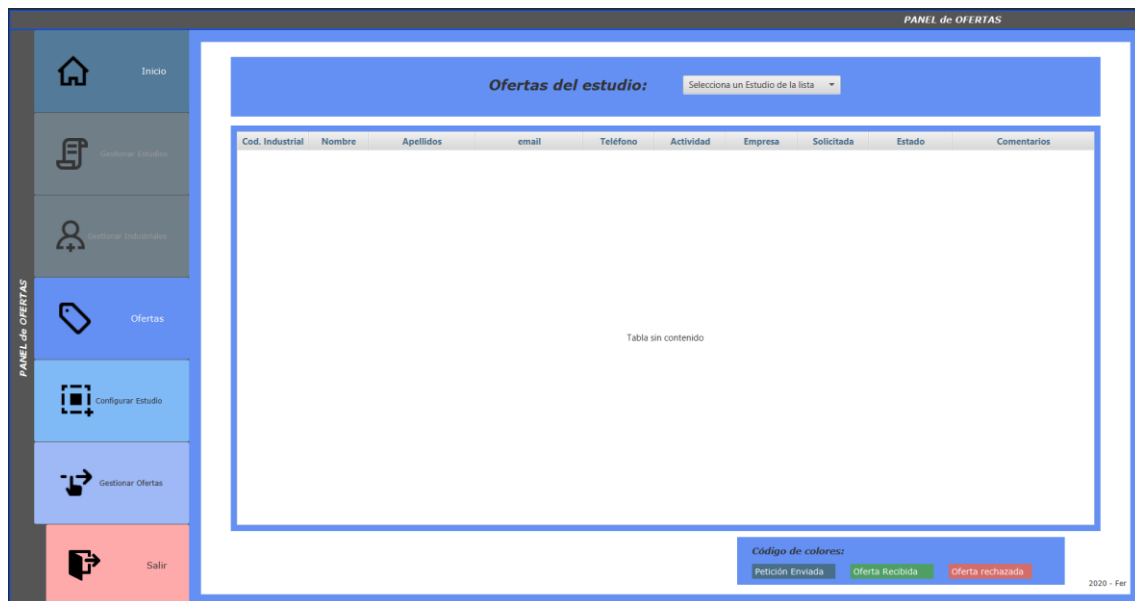 PANEL de OFERTAS
PANEL de OFERTAS
Inicio
Gestionar Estudios
Gestionar Industriales
Ofertas
Configurar Estudio
Gestionar Ofertas
Salir
Ofertas del estudio:
Selecciona un Estudio de la lista
Cod. Industrial Nombre Apellidos email Teléfono Actividad Empresa Solicitada Estado Comentarios
Tabla sin contenido
Código de colores:
Petición Enviada Oferta Recibida Oferta rechazada
2020 - Fer